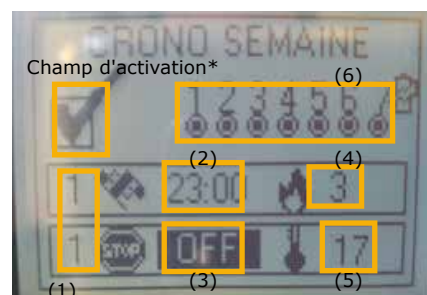 CRONO SEMAINE
Champ d'activation*
(6)
1 2 3 4 5 6 7
(2) (4)
1 23:00 3
1 STOP OFF 17
(1) (3) (5)